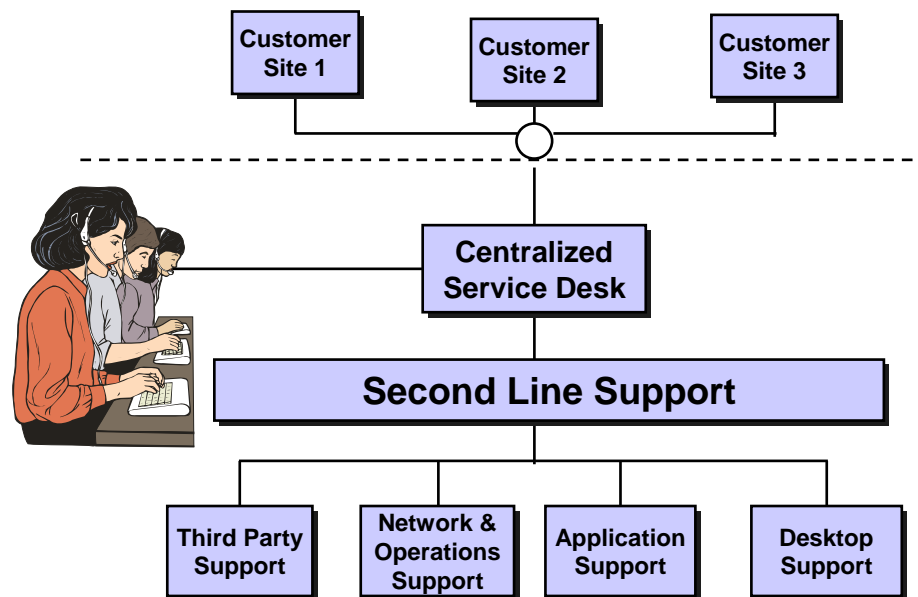 Customer
Site 1
Customer
Site 2
Customer
Site 3
Centralized
Service Desk
Second Line Support
Third Party
Support
Network &
Operations
Support
Application
Support
Desktop
Support